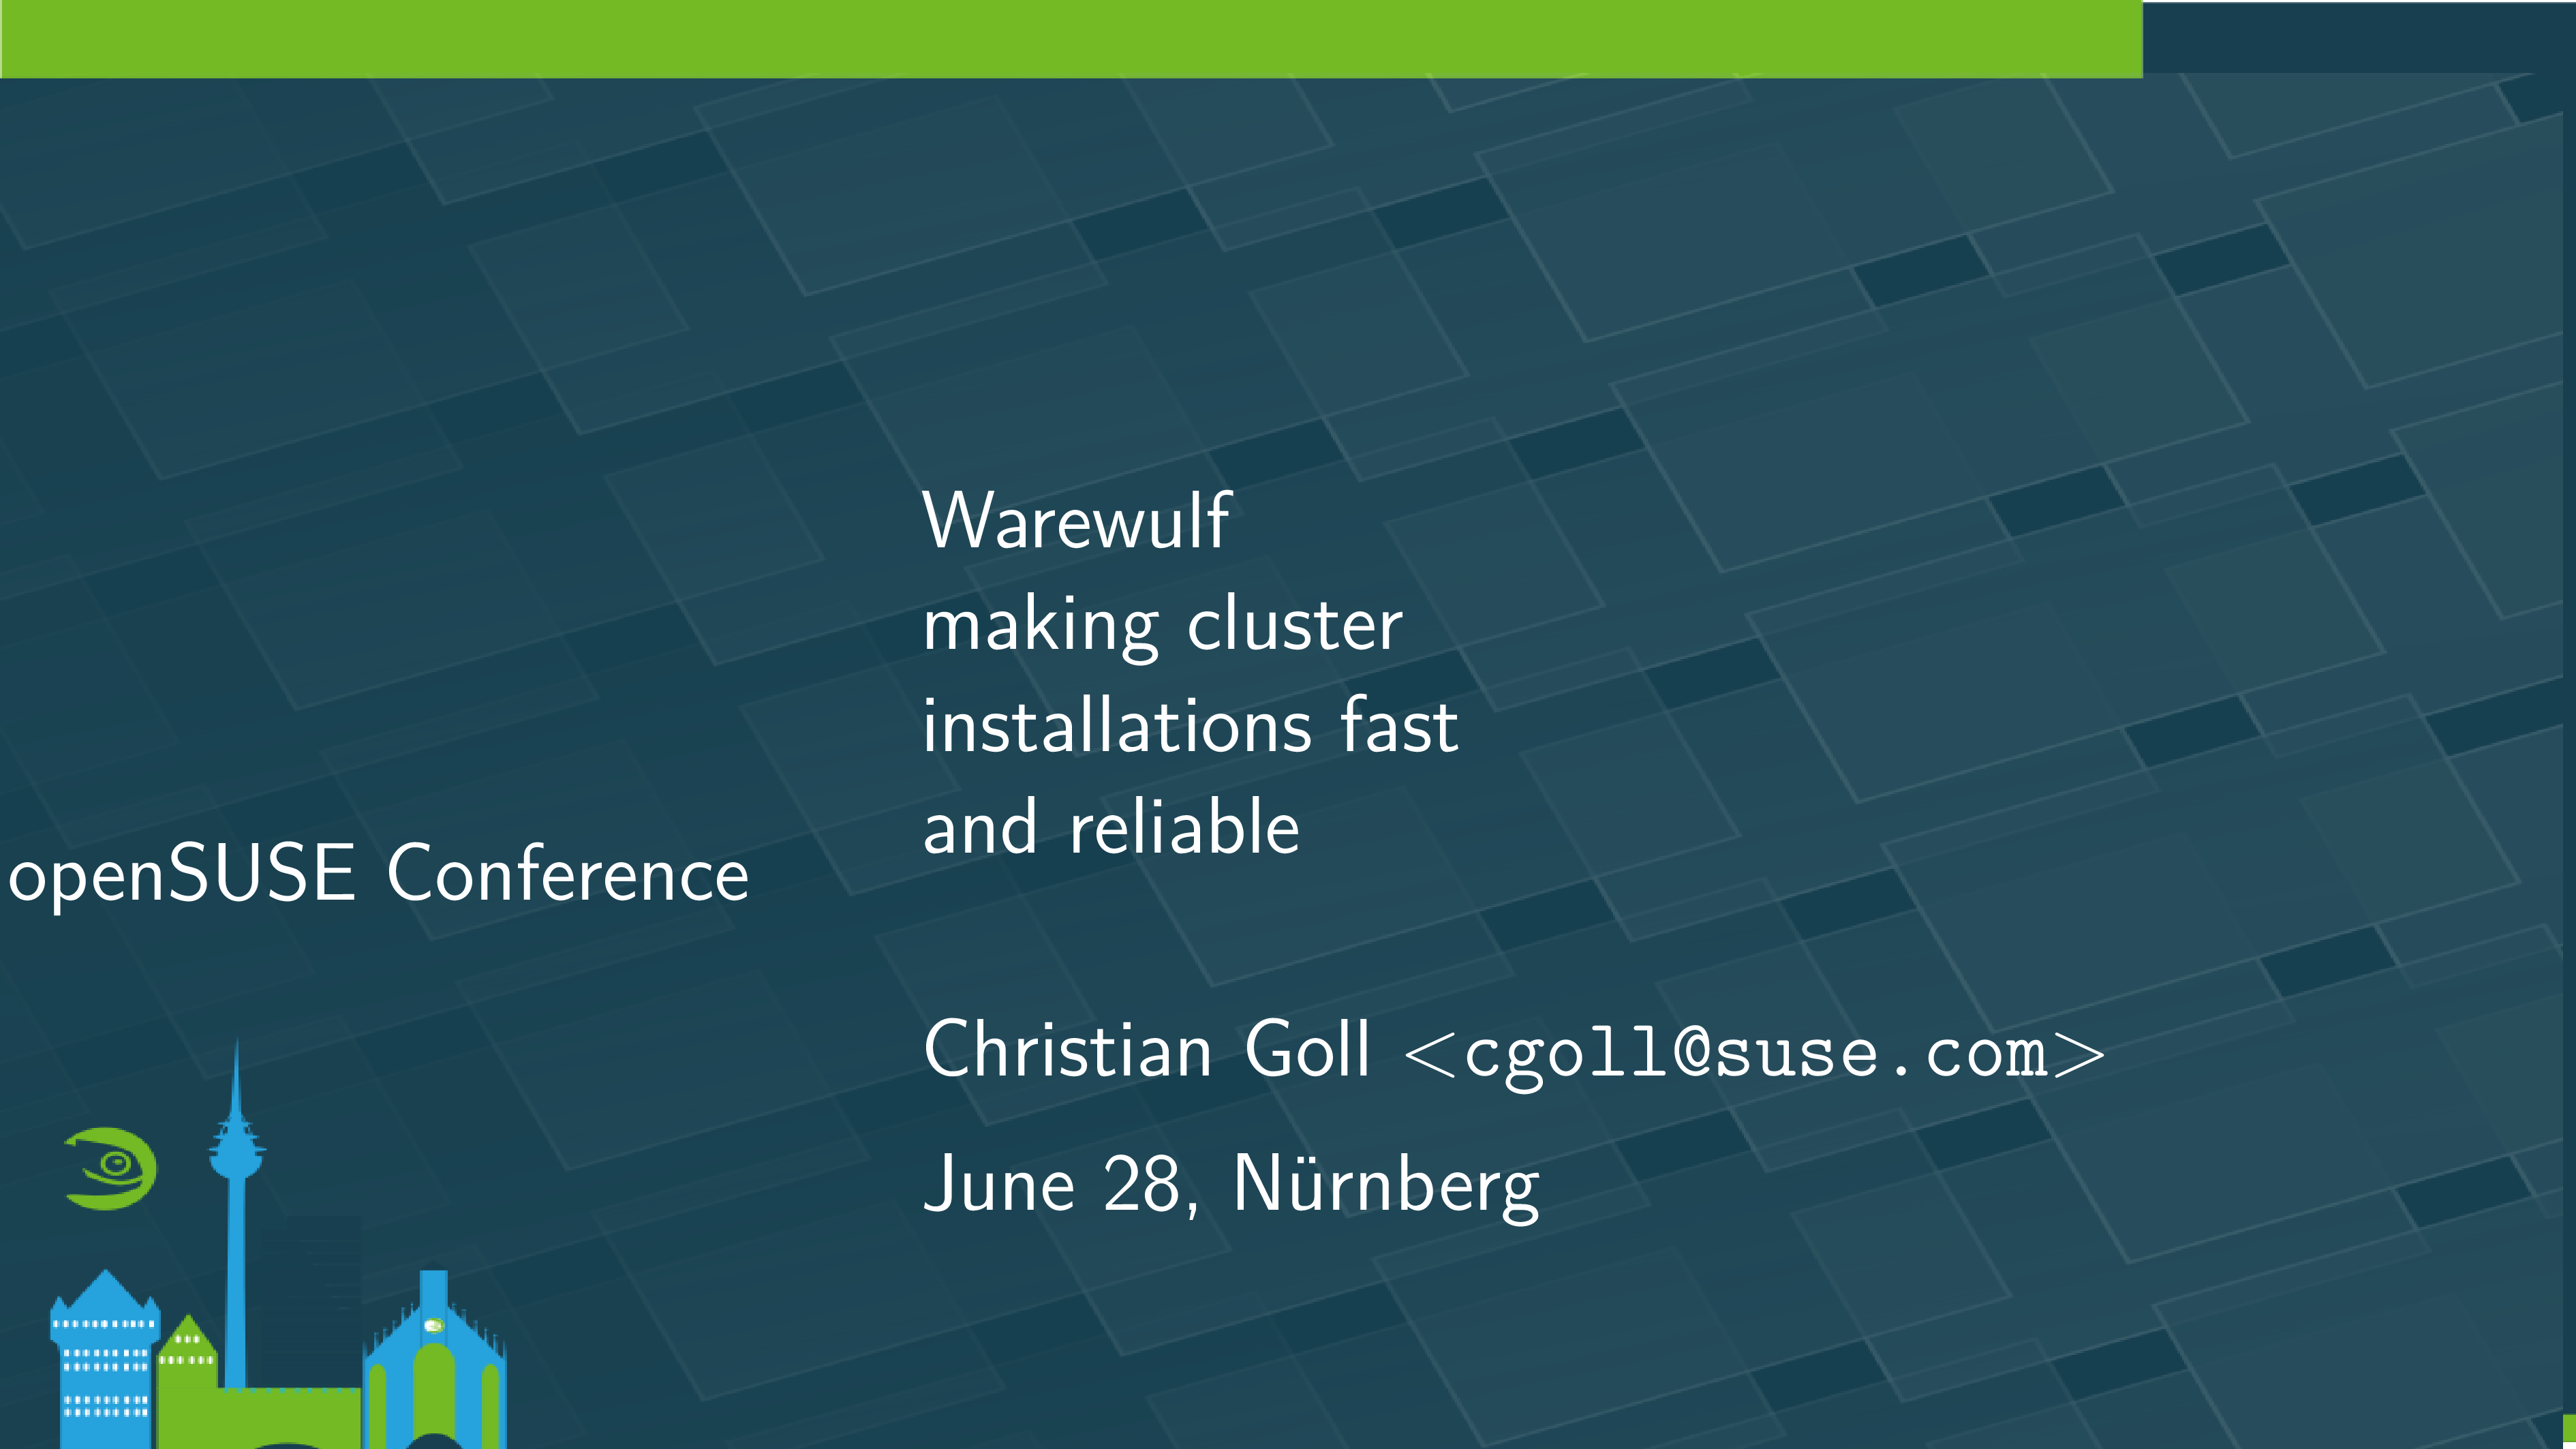 Warewulf
making cluster
installations fast
and reliable
openSUSE Conference
Christian Goll <cgoll@suse.com>
June 28, Nürnberg